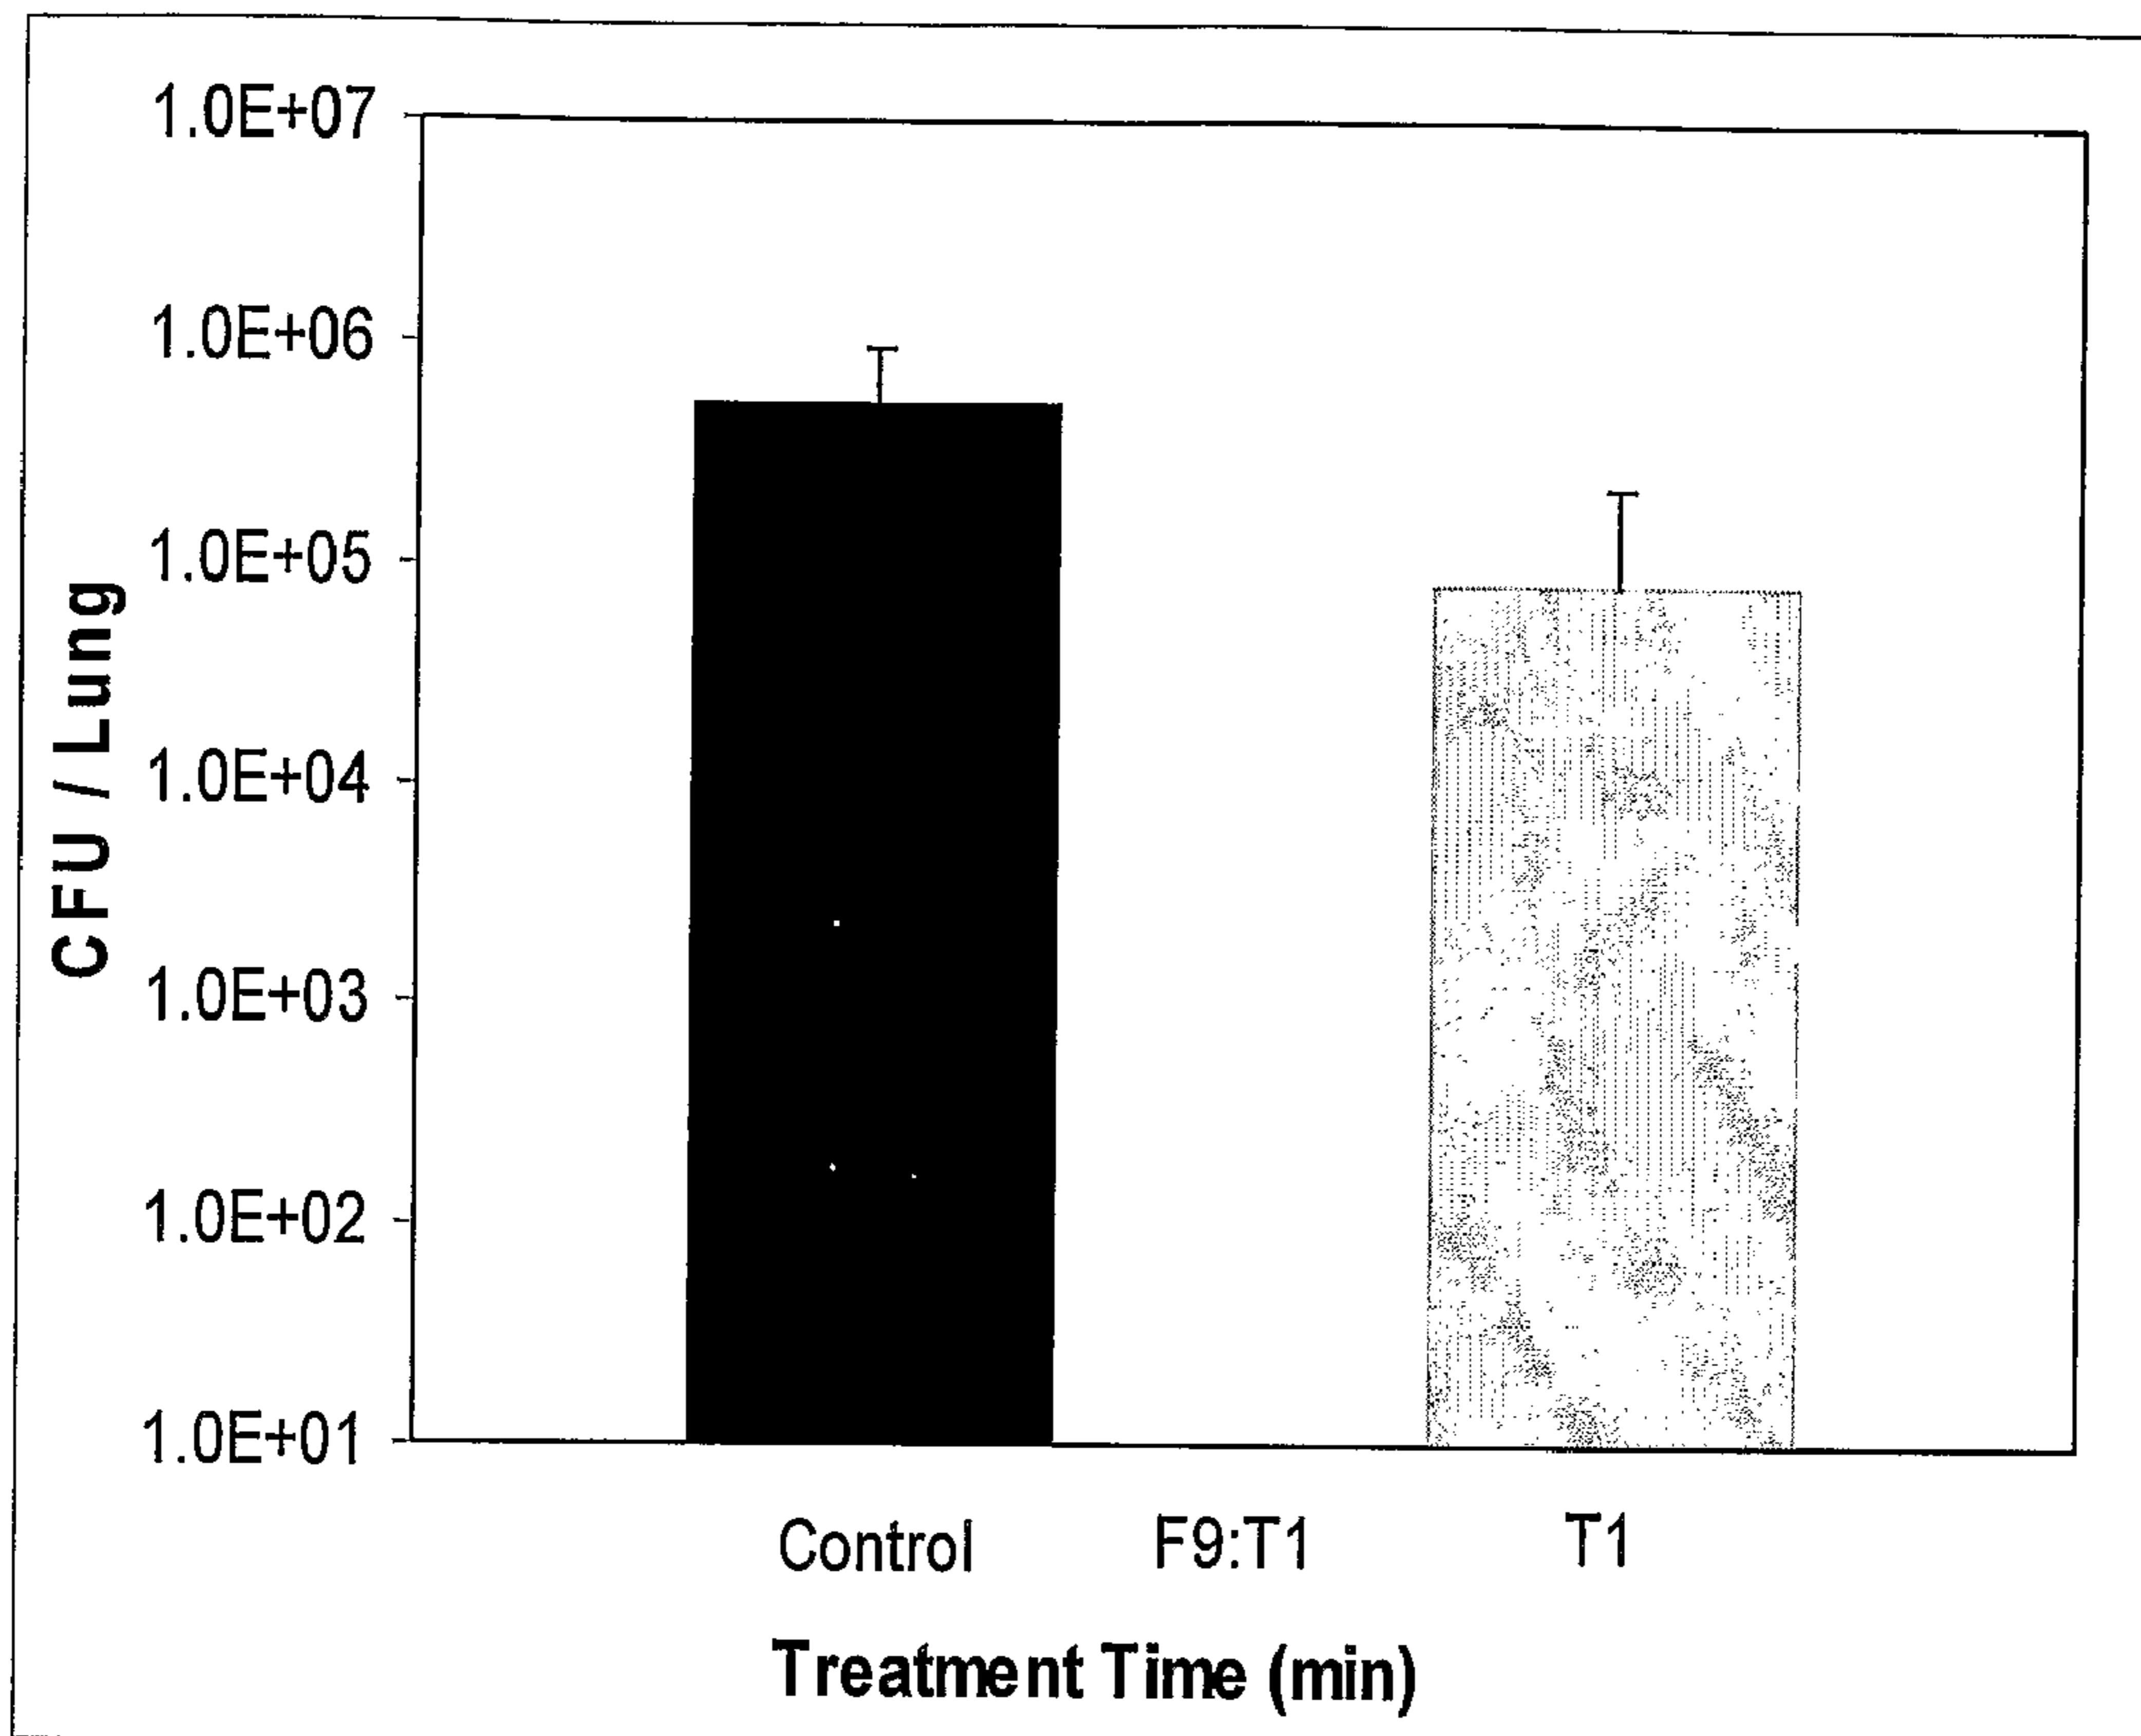 1.0E+07
1.0E+06
1.0E+05
1.0E+04
1.0E+03
1.0E+02
1.0E+01
CFU / Lung
Control F9:T1 T1
Treatment Time (min)